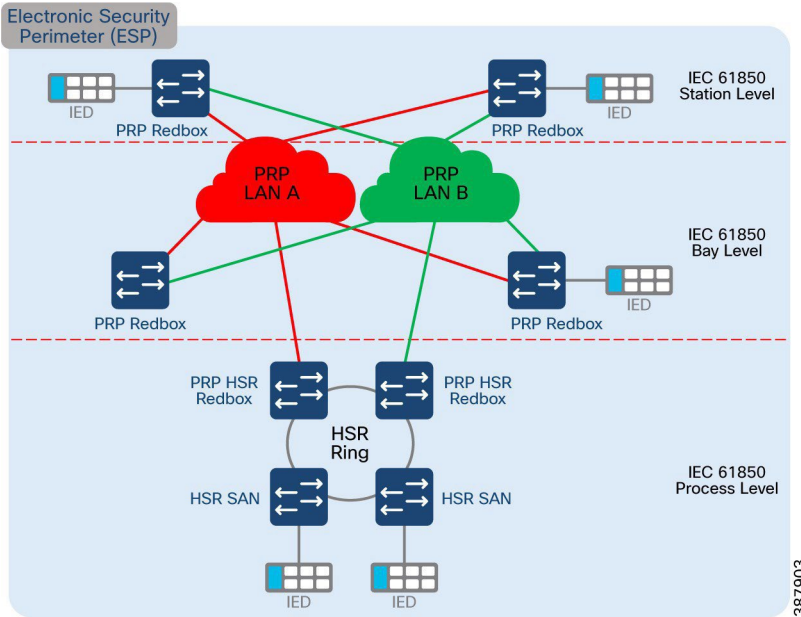 Electronic Security
Perimeter (ESP)
IED
PRP Redbox
PRP Redbox
IED
IEC 61850
Station Level
PRP
LAN A
PRP
LAN B
IEC 61850
Bay Level
PRP Redbox
PRP Redbox
IED
PRP HSR
Redbox
PRP HSR
Redbox
HSR
Ring
HSR SAN
HSR SAN
IEC 61850
Process Level
IED
IED
387903